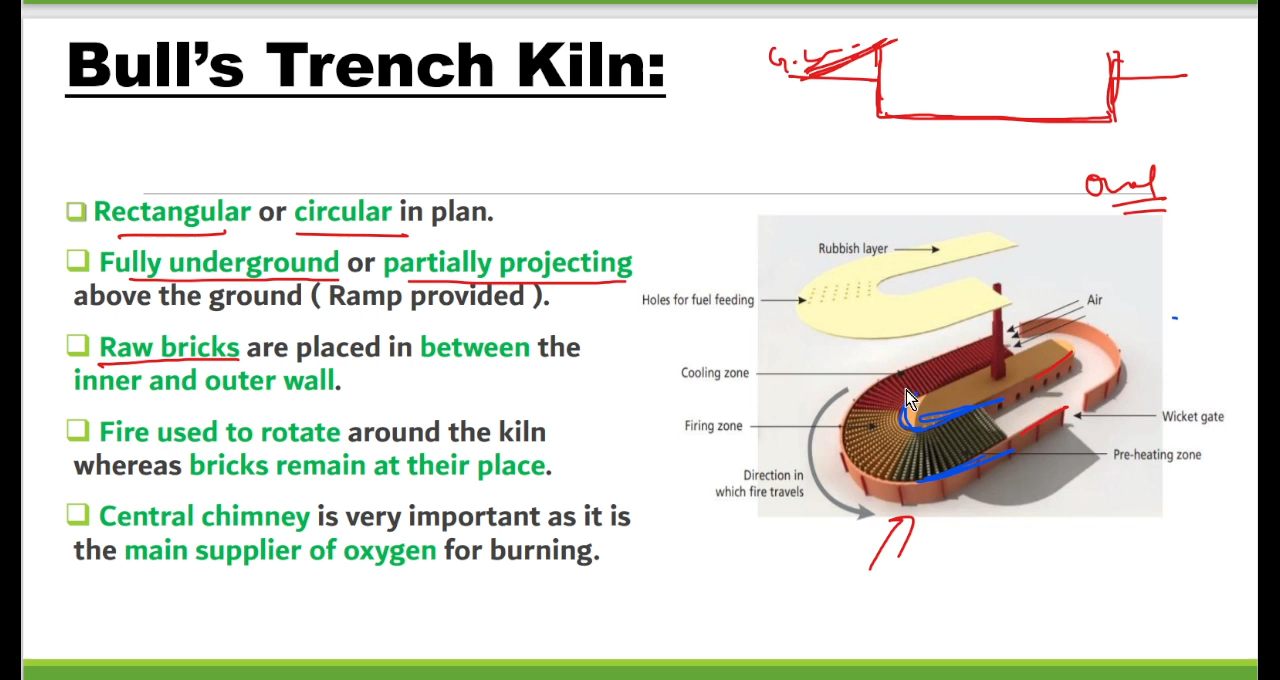 Bull's Trench Kiln:
G.L
Oval
Rectangular or circular in plan.
Fully underground or partially projecting
above the ground ( Ramp provided ).
Raw bricks are placed in between the
inner and outer wall.
Fire used to rotate around the kiln
whereas bricks remain at their place.
Central chimney is very important as it is
the main supplier of oxygen for burning.
Rubbish layer
Holes for fuel feeding
Air
Cooling zone
Firing zone
Wicket gate
Pre-heating zone
Direction in
which fire travels